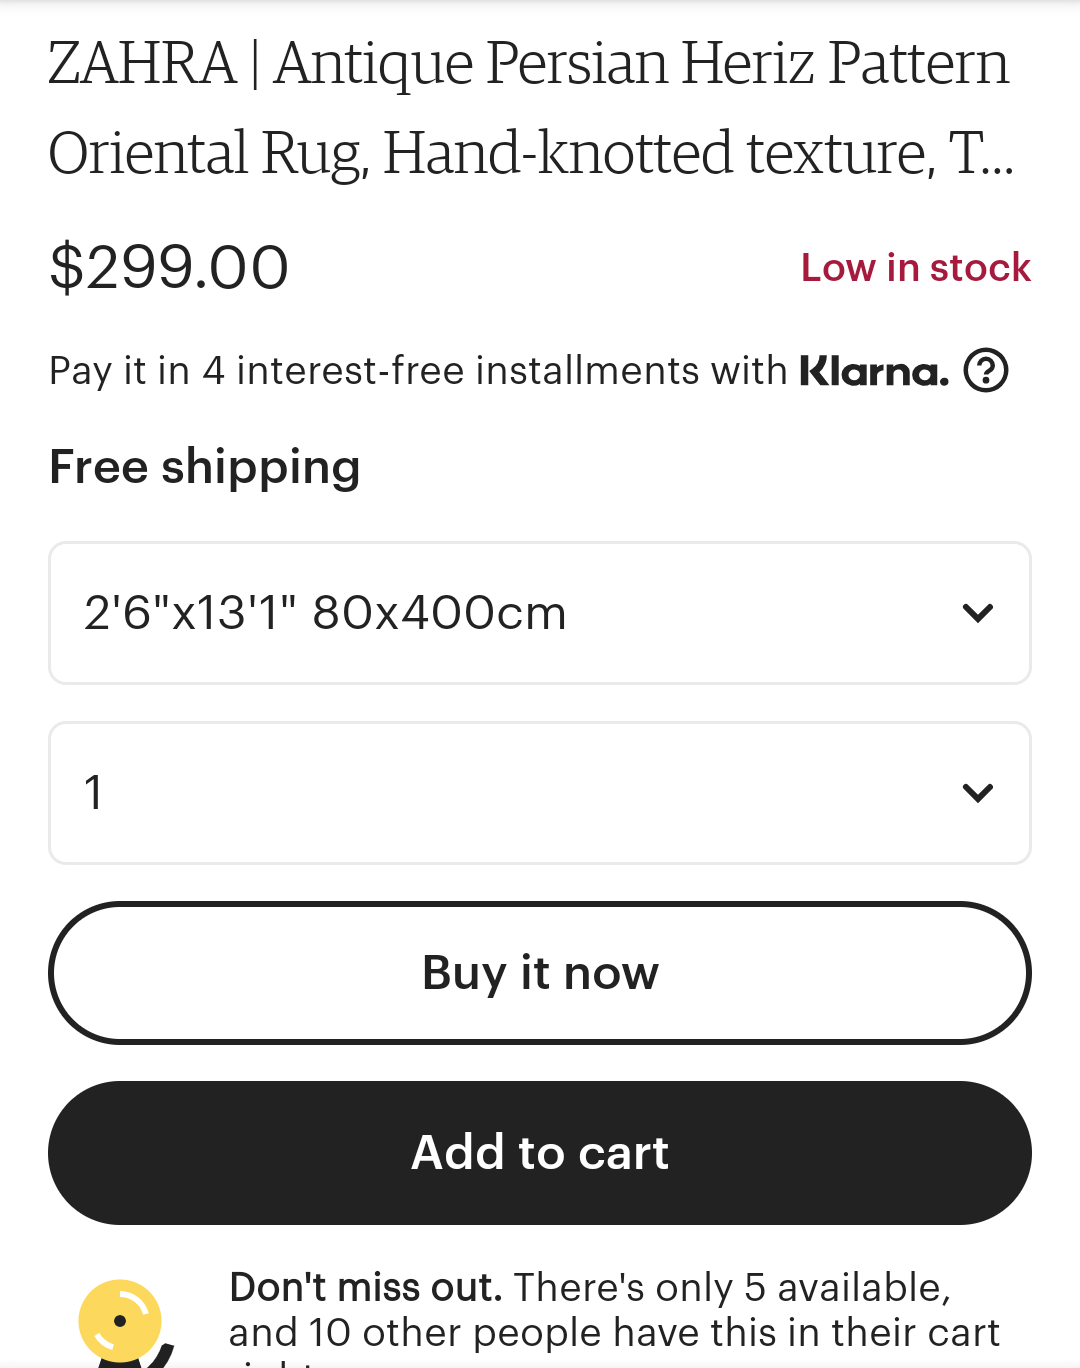 ZAHRA | Antique Persian Heriz Pattern
Oriental Rug, Hand-knotted texture, T...
$299.00
Low in stock
Pay it in 4 interest-free installments with Klarna. ?
Free shipping
2'6"x13'1" 80x400cm
1
Buy it now
Add to cart
Don't miss out. There's only 5 available,
and 10 other people have this in their cart